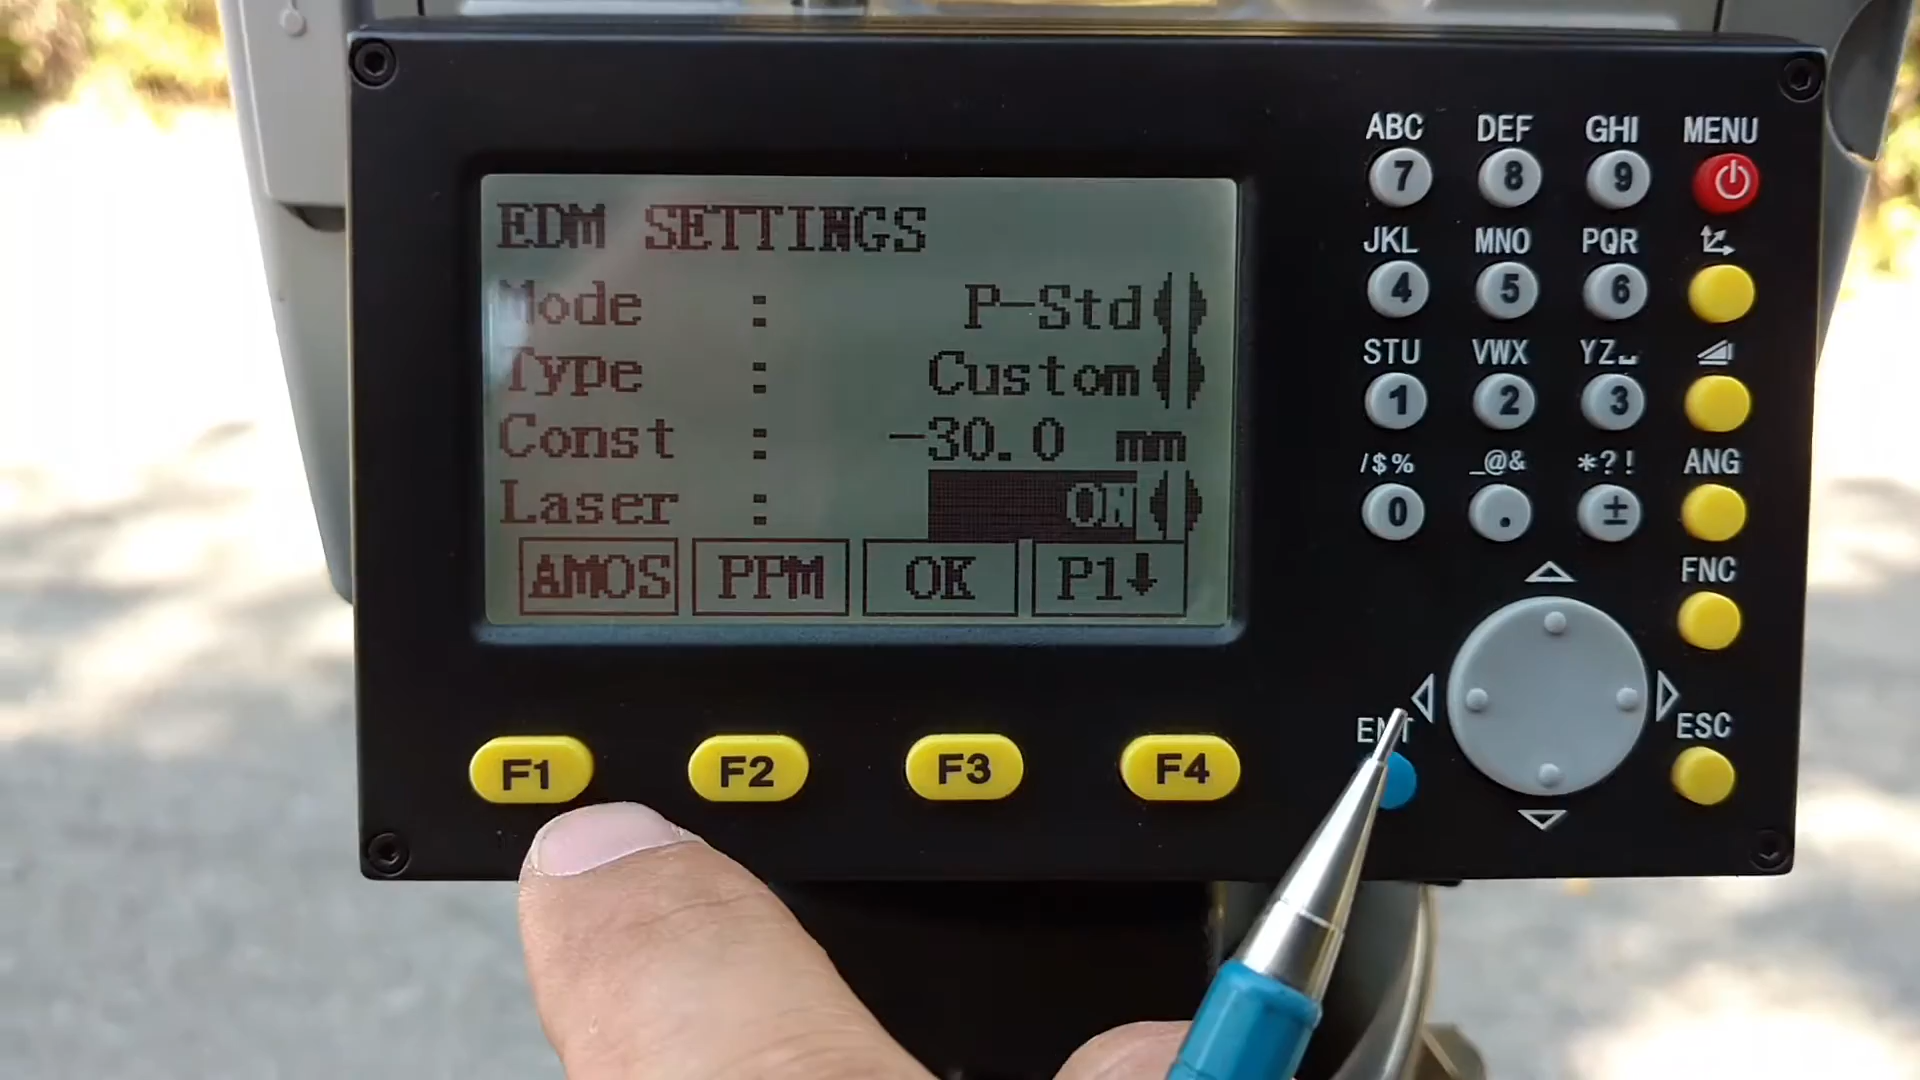 EDM SETTINGS
Mode : P-Std
Type : Custom
Const : -30.0 mm
Laser : ON
AMOS PPM OK P1
ABC DEF GHI MENU
7 8 9
JKL MNO PQR
4 5 6
STU VWX YZ
1 2 3
/$% _@& *?! ANG
0 . ±
FNC
ENT ESC
F1 F2 F3 F4